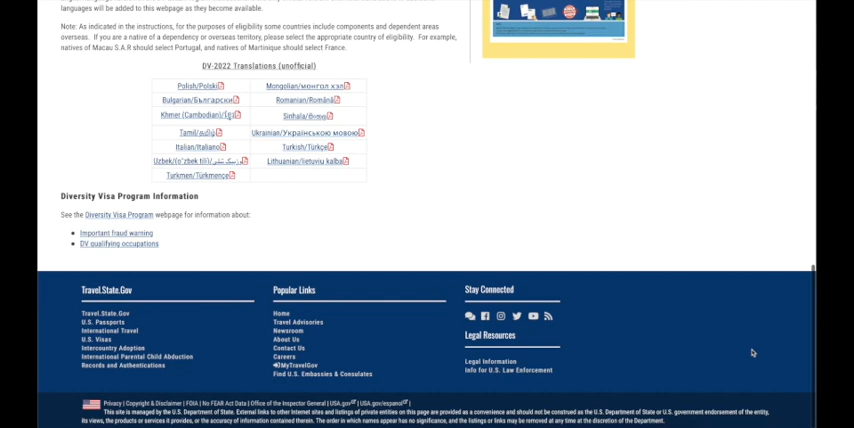 languages will be added to this webpage as they become available.
Note: As indicated in the instructions, for the purposes of eligibility some countries include components and dependent areas
overseas. If you are a native of a dependency or overseas territory, please select the appropriate country of eligibility. For example,
natives of Macau S.A.R should select Portugal, and natives of Martinique should select France.
DV-2022 Translations (unofficial)
Polish/Polski
Mongolian/монгол хэл
Bulgarian/Български
Romanian/Română
Khmer (Cambodian)/ខ្មែរ
Sinhala/සිංහල
Tamil/தமிழ்
Ukrainian/Українською мовою
Italian/Italiano
Turkish/Türkçe
Uzbek/(o'zbek tili)/
Lithuanian/lietuvių kalba
Turkmen/Türkmençe
Diversity Visa Program Information
See the Diversity Visa Program webpage for information about:
Important fraud warning
DV qualifying occupations
Travel.State.Gov
Travel.State.Gov
U.S. Passports
International Travel
U.S. Visas
Intercountry Adoption
International Parental Child Abduction
Records and Authentications
Popular Links
Home
Travel Advisories
Newsroom
About Us
Contact Us
Careers
MyTravelGov
Find U.S. Embassies & Consulates
Stay Connected
Legal Resources
Legal Information
Info for U.S. Law Enforcement
Privacy | Copyright & Disclaimer | FOIA | No FEAR Act Data | Office of the Inspector General | USA.gov | USA.gov/espanol |
This site is managed by the U.S. Department of State. External links to other Internet sites and listings of private entities on this page are provided as a convenience and should not be construed as the U.S. Department of State or U.S. government endorsement of the entity,
its views, the products or services it provides, or the accuracy of information contained therein. The order in which names appear has no significance, and the listings or links may be removed at any time at the discretion of the Department.